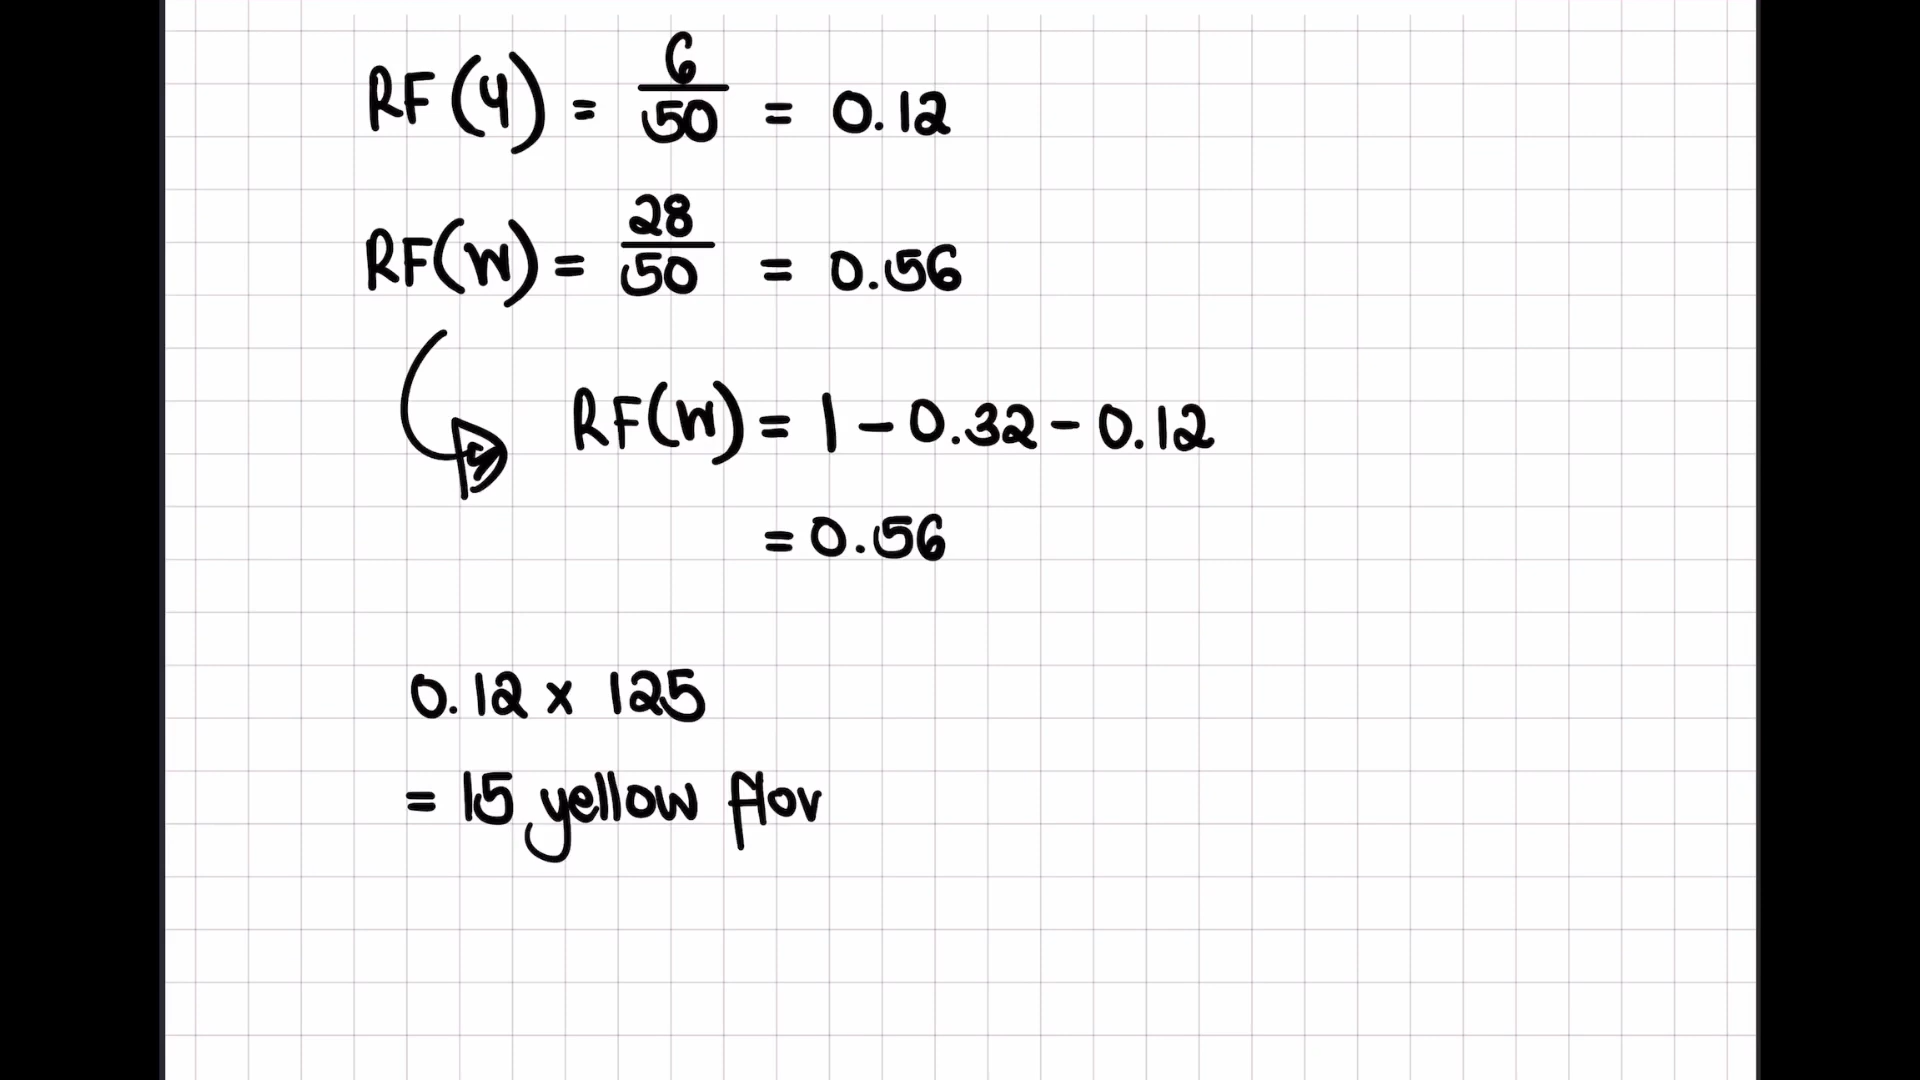 RF(Y) = 6/50 = 0.12
RF(W) = 28/50 = 0.56
RF(W) = 1 - 0.32 - 0.12
= 0.56
0.12 x 125
= 15 yellow flov